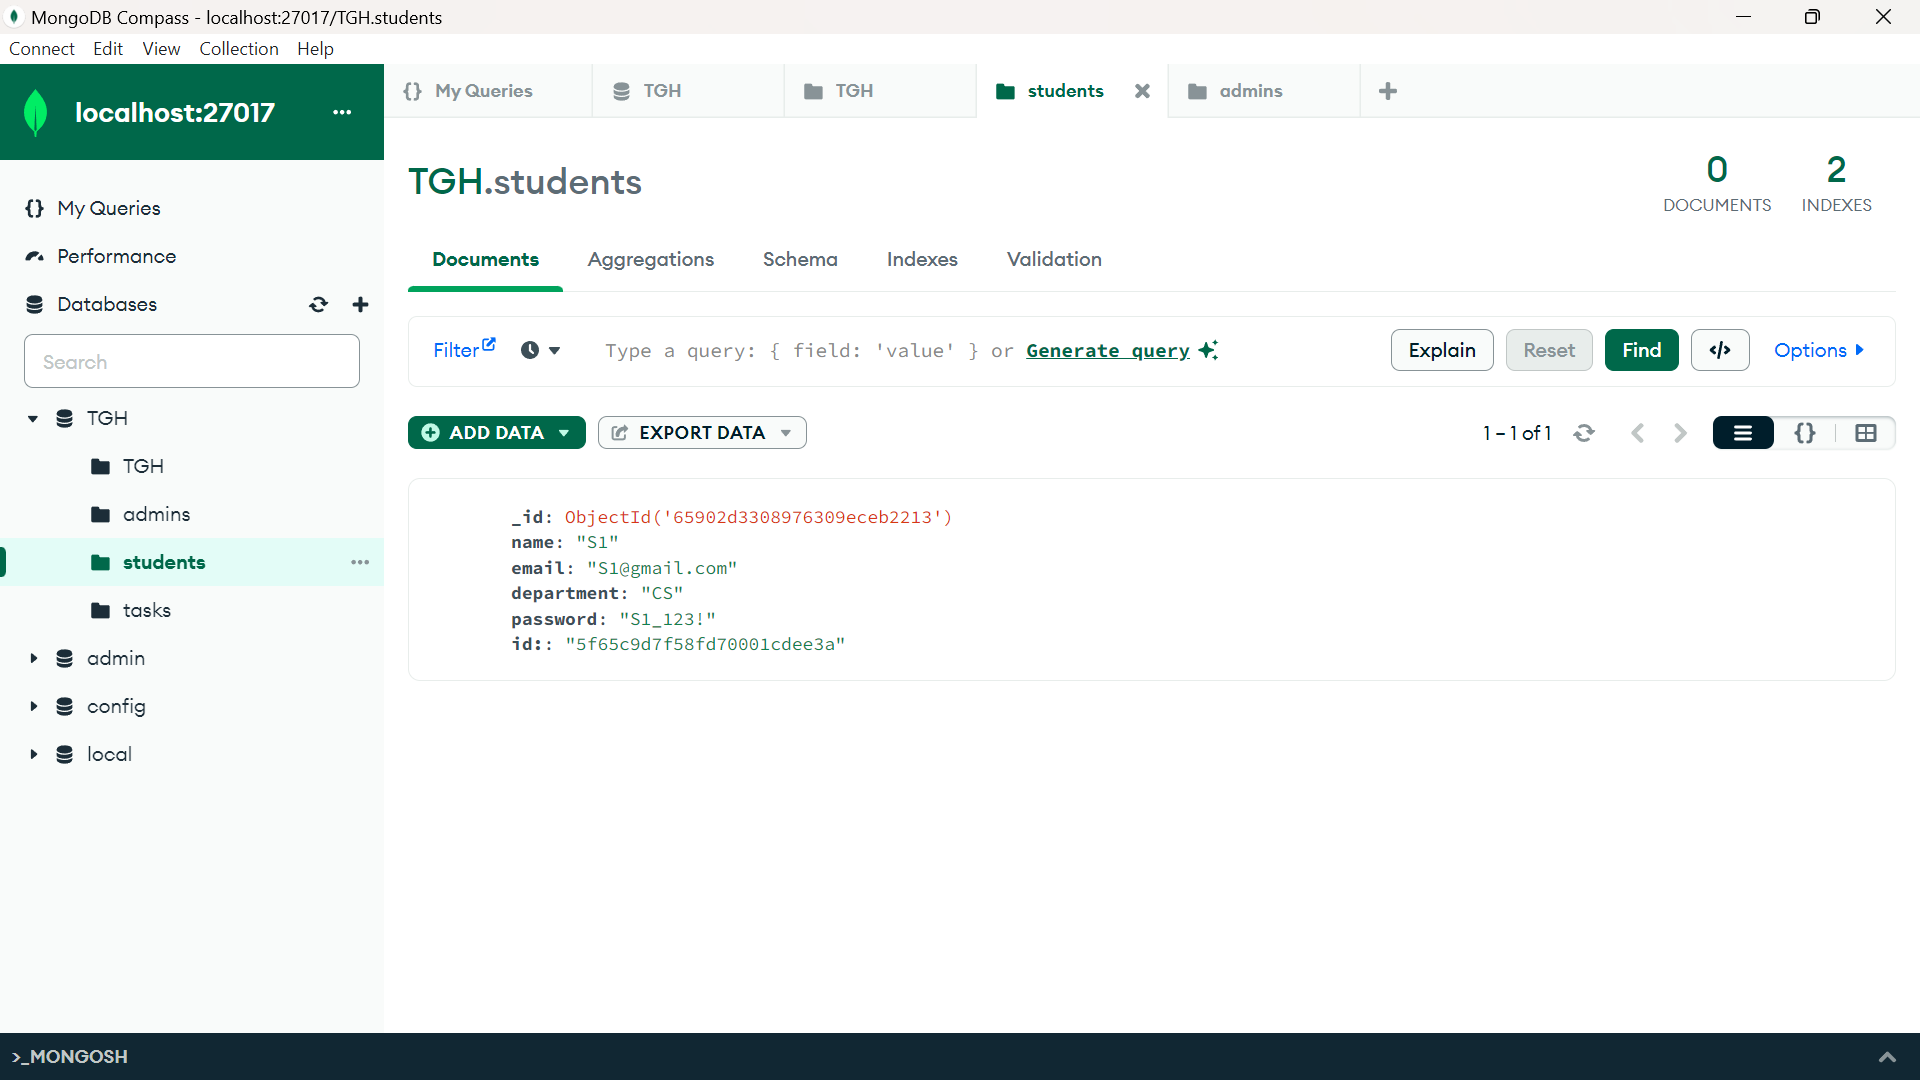 MongoDB Compass - localhost:27017/TGH.students
Connect Edit View Collection Help
localhost:27017 ...
{} My Queries
TGH
TGH
students
admins
My Queries
Performance
Databases
Search
TGH
TGH
admins
students ...
tasks
admin
config
local
TGH.students
0
DOCUMENTS
2
INDEXES
Documents Aggregations Schema Indexes Validation
Filter Type a query: { field: 'value' } or Generate query Explain Reset Find </> Options
ADD DATA EXPORT DATA 1 – 1 of 1 {}
_id: ObjectId('65902d3308976309eceb2213')
name: "S1"
email: "S1@gmail.com"
department: "CS"
password: "S1_123!"
id:: "5f65c9d7f58fd70001cdee3a"
>_MONGOSH